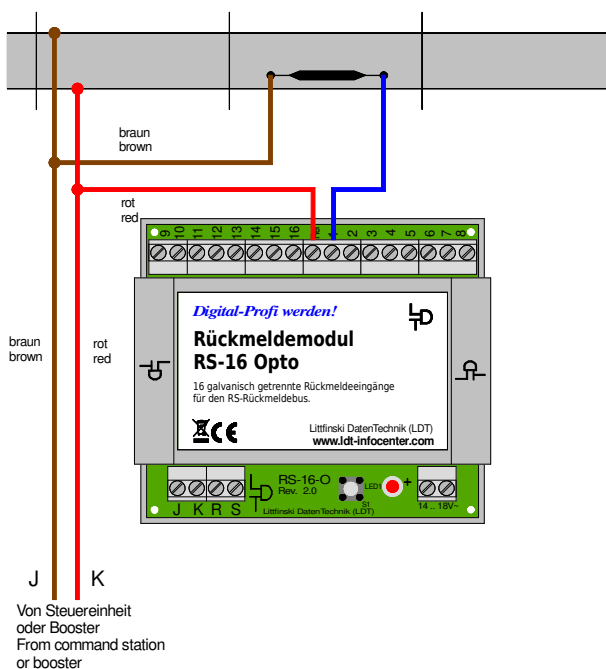 braun
brown
rot
red
9 10 11 12 13 14 15 16 1 2 3 4 5 6 7 8
Digital-Profi werden!
LTD
Rückmeldemodul
RS-16 Opto
16 galvanisch getrennte Rückmeldeeingänge
für den RS-Rückmeldebus.
CE
Littfinski DatenTechnik (LDT)
www.ldt-infocenter.com
braun
brown
rot
red
RS-16-O
Rev. 2.0
LED1
+
S1
J K R S
Littfinski DatenTechnik (LDT)
14 .. 18V~
J K
Von Steuereinheit
oder Booster
From command station
or booster